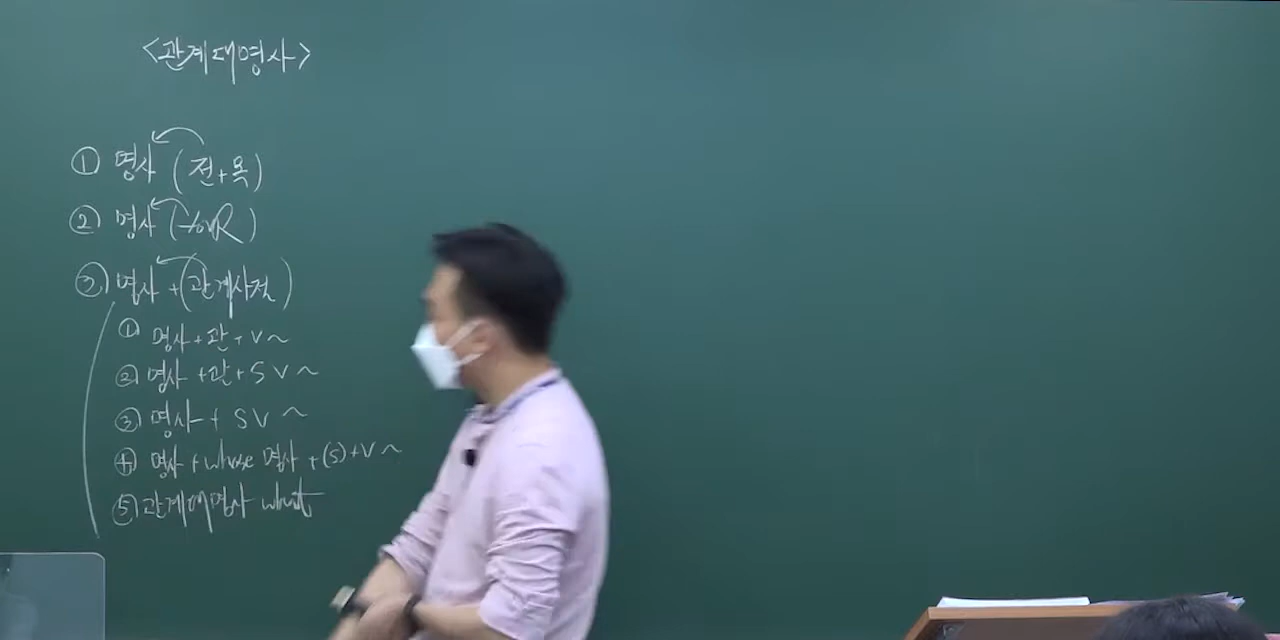 <관계대명사>
① 명사 (전+목)
② 명사 (to R)
③ 명사 + (관계사절)
① 명사 + 관 + V ~
② 명사 + 관 + S V ~
③ 명사 + S V ~
④ 명사 + whose 명사 + (S) + V ~
⑤ 관계대명사 what